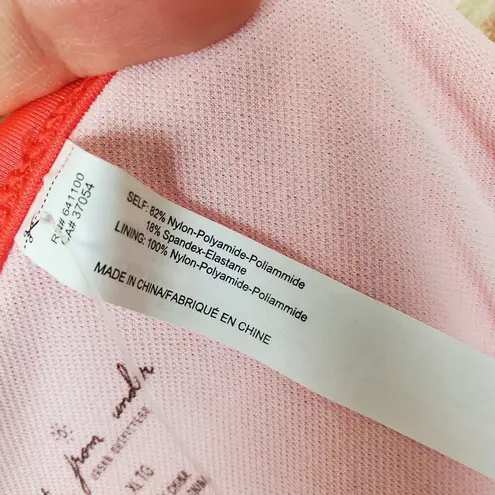 RN# 641100
CA# 37054
SELF: 82% Nylon-Polyamide-Poliammide
18% Spandex-Elastane
LINING: 100% Nylon-Polyamide-Poliammide
MADE IN CHINA/FABRIQUÉ EN CHINE
from
XL TG